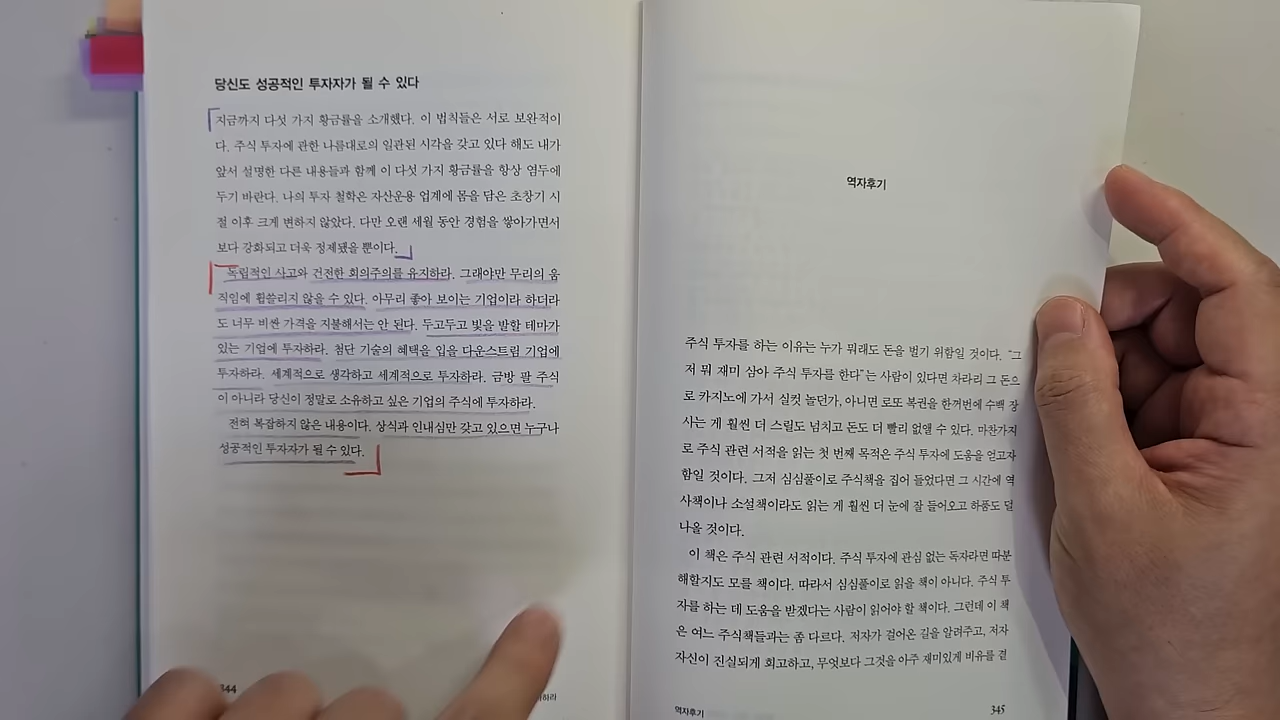 당신도 성공적인 투자자가 될 수 있다
지금까지 다섯 가지 황금률을 소개했다. 이 법칙들은 서로 보완적이
다. 주식 투자에 관한 나름대로의 일관된 시각을 갖고 있다 해도 내가
앞서 설명한 다른 내용들과 함께 이 다섯 가지 황금률을 항상 염두에
두기 바란다. 나의 투자 철학은 자산운용 업계에 몸을 담은 초창기 시
절 이후 크게 변하지 않았다. 다만 오랜 세월 동안 경험을 쌓아가면서
보다 강화되고 더욱 정제됐을 뿐이다.
독립적인 사고와 건전한 회의주의를 유지하라. 그래야만 무리의 움
직임에 휩쓸리지 않을 수 있다. 아무리 좋아 보이는 기업이라 하더라
도 너무 비싼 가격을 지불해서는 안 된다. 두고두고 빛을 발할 테마가
있는 기업에 투자하라. 첨단 기술의 혜택을 입을 다운스트림 기업에
투자하라. 세계적으로 생각하고 세계적으로 투자하라. 금방 팔 주식
이 아니라 당신이 정말로 소유하고 싶은 기업의 주식에 투자하라.
전혀 복잡하지 않은 내용이다. 상식과 인내심만 갖고 있으면 누구나
성공적인 투자자가 될 수 있다.
344
역자후기
주식 투자를 하는 이유는 누가 뭐래도 돈을 벌기 위함일 것이다. "그
저 뭐 재미 삼아 주식 투자를 한다"는 사람이 있다면 차라리 그 돈으
로 카지노에 가서 실컷 놀던가, 아니면 로또 복권을 한꺼번에 수백 장
사는 게 훨씬 더 스릴도 넘치고 돈도 더 빨리 없앨 수 있다. 마찬가지
로 주식 관련 서적을 읽는 첫 번째 목적은 주식 투자에 도움을 얻고자
함일 것이다. 그저 심심풀이로 주식책을 집어 들었다면 그 시간에 역
사책이나 소설책이라도 읽는 게 훨씬 더 눈에 잘 들어오고 하품도 덜
나올 것이다.
이 책은 주식 관련 서적이다. 주식 투자에 관심 없는 독자라면 따분
해할지도 모를 책이다. 따라서 심심풀이로 읽을 책이 아니다. 주식 투
자를 하는 데 도움을 받겠다는 사람이 읽어야 할 책이다. 그런데 이 책
은 여느 주식책들과는 좀 다르다. 저자가 걸어온 길을 알려주고, 저자
자신이 진실되게 회고하고, 무엇보다 그것을 아주 재미있게 비유를 곁
역자후기
345